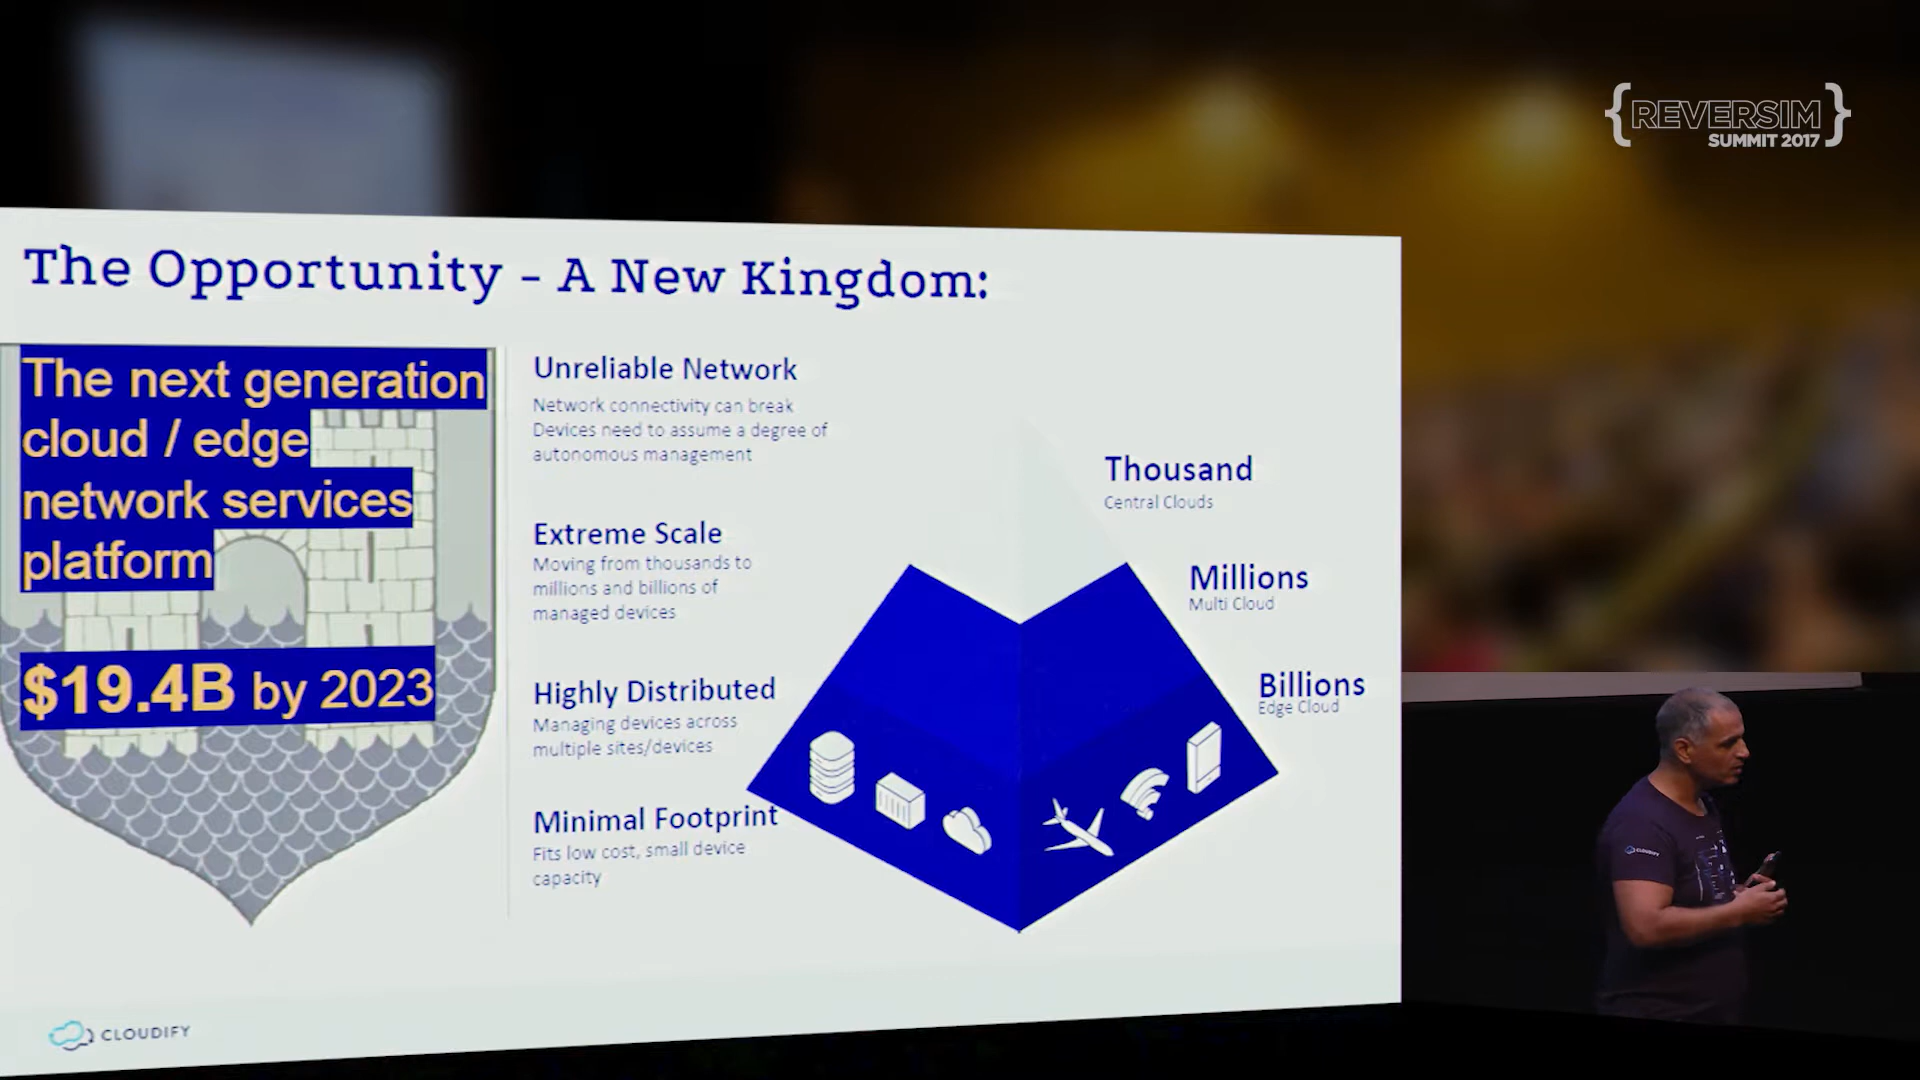 {REVERSIM}
SUMMIT 2017
The Opportunity - A New Kingdom:
The next generation
cloud / edge
network services
platform
$19.4B by 2023
Unreliable Network
Network connectivity can break
Devices need to assume a degree of
autonomous management
Extreme Scale
Moving from thousands to
millions and billions of
managed devices
Highly Distributed
Managing devices across
multiple sites/devices
Minimal Footprint
Fits low cost, small device
capacity
Thousand
Central Clouds
Millions
Multi Cloud
Billions
Edge Cloud
CLOUDIFY
CLOUDIFY